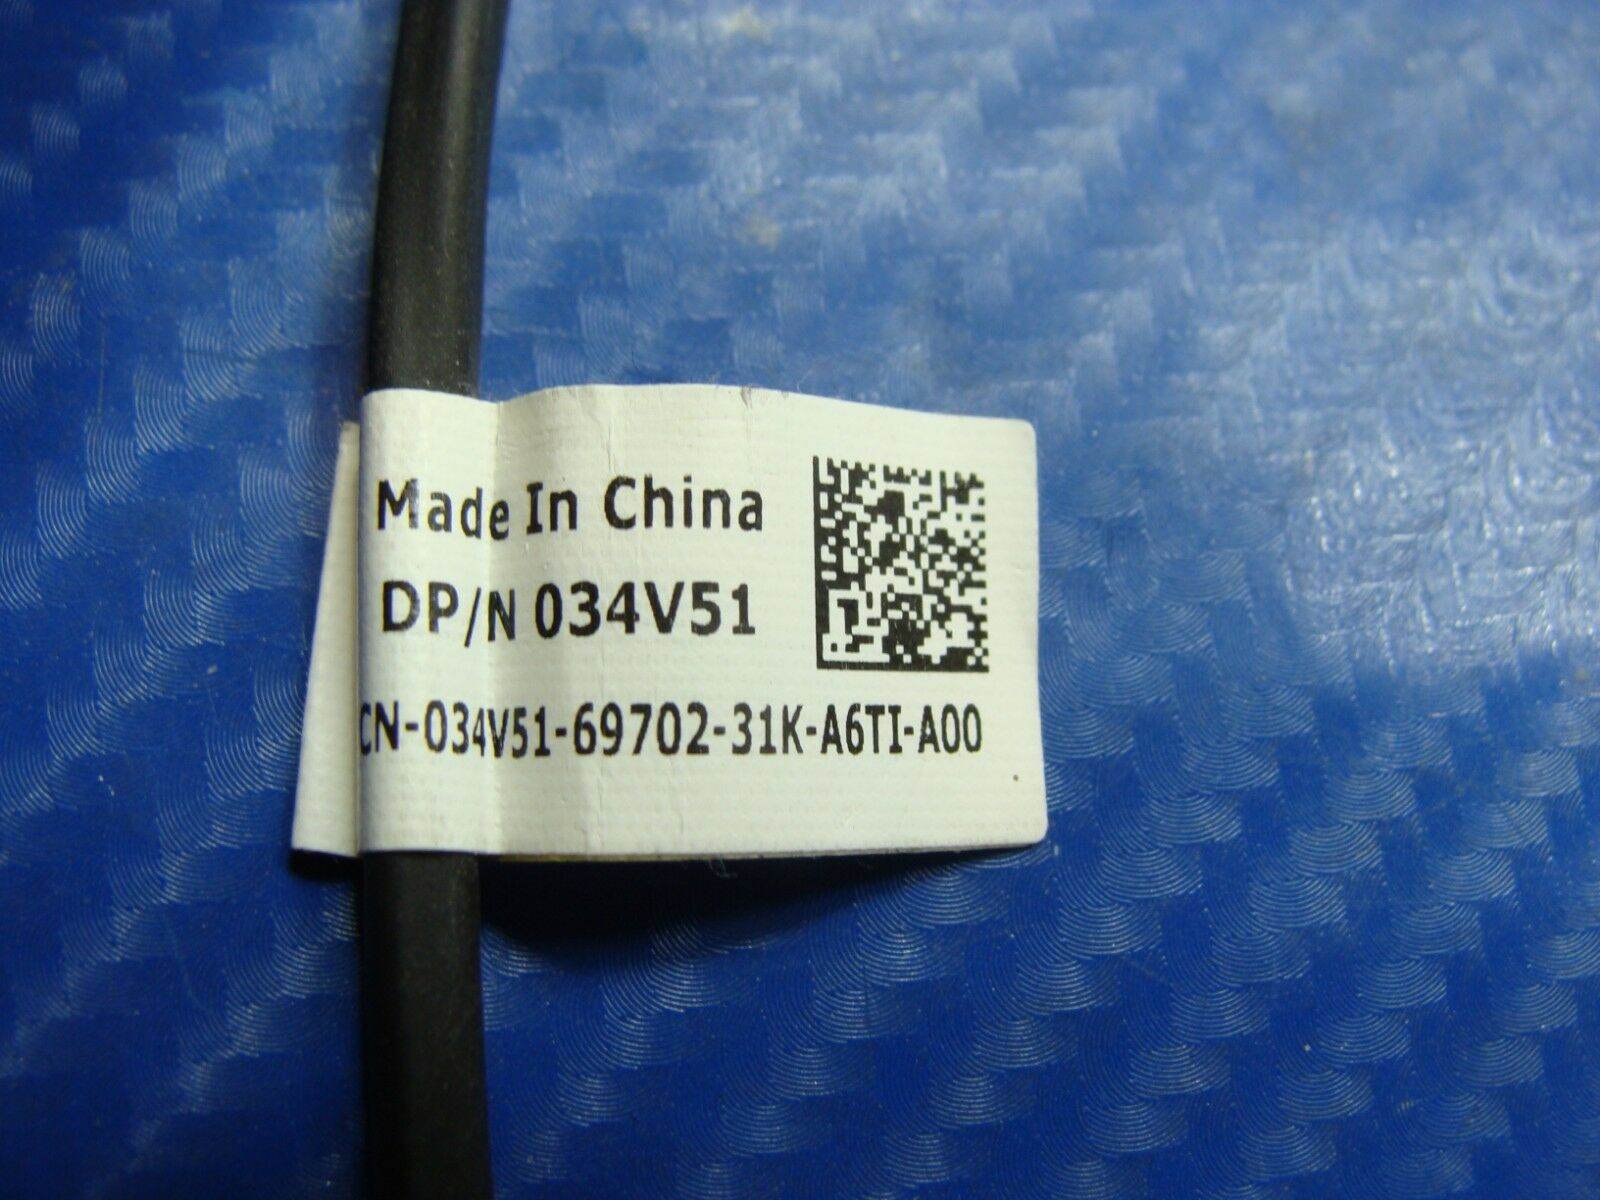 Made In China
DP/N 034V51
CN-034V51-69702-31K-A6TI-A00